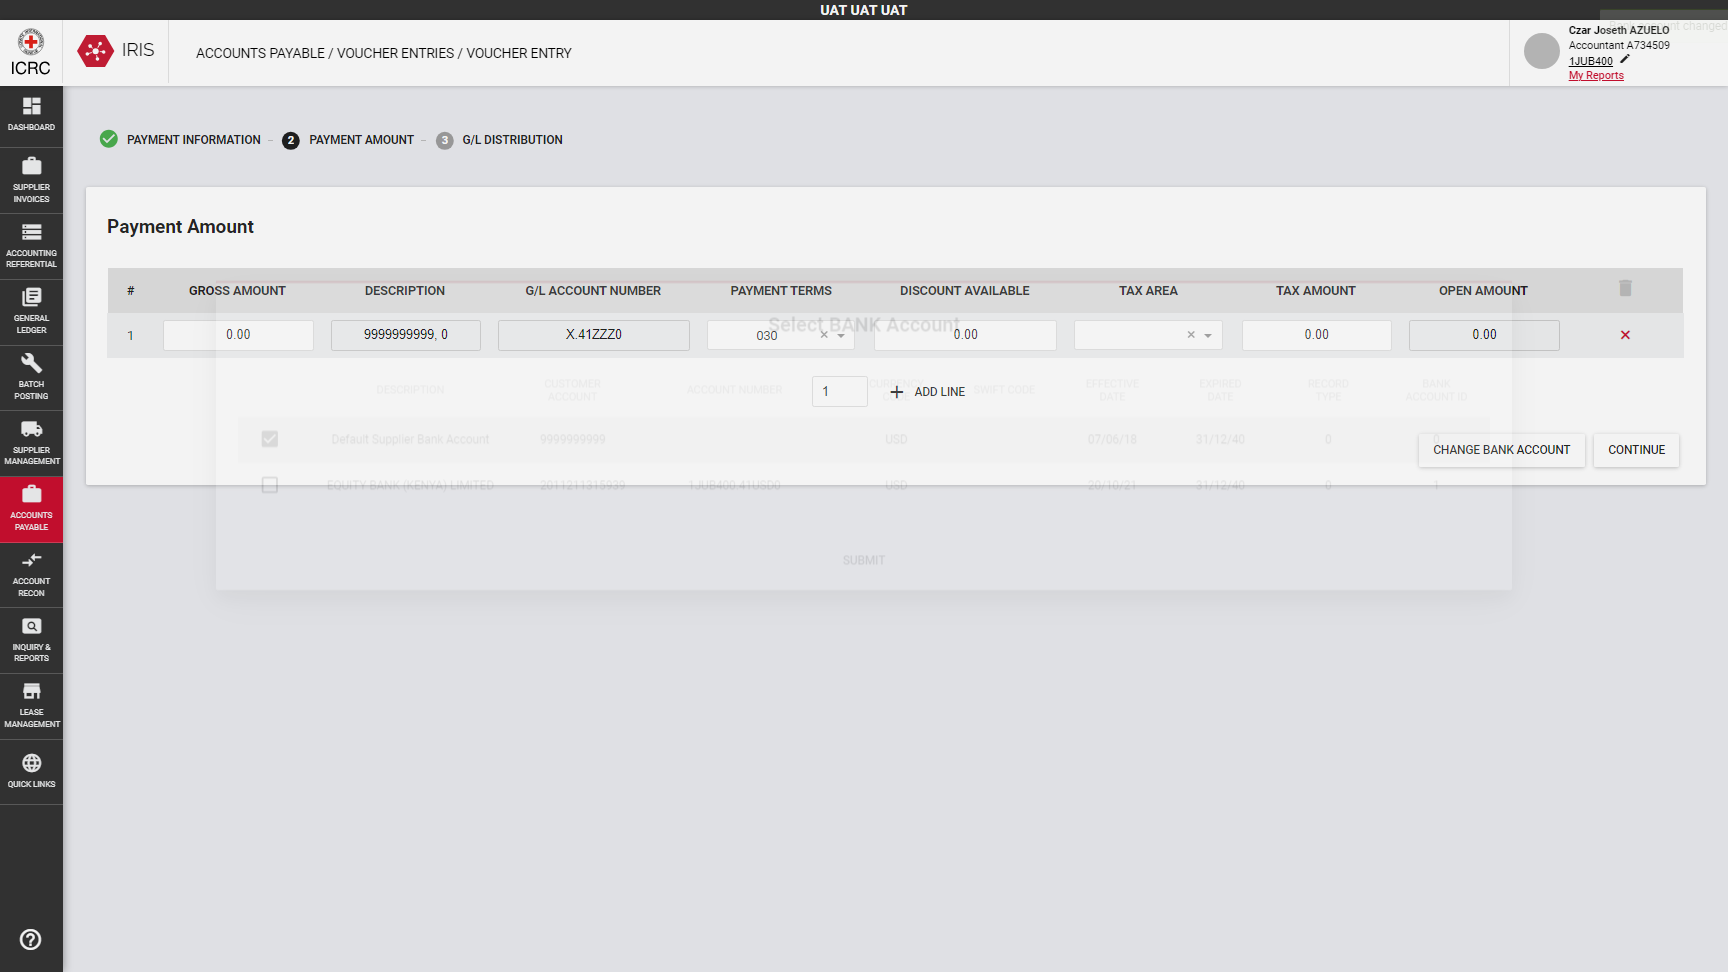 UAT UAT UAT
Bank account changed
ICRC
IRIS
ACCOUNTS PAYABLE / VOUCHER ENTRIES / VOUCHER ENTRY
Czar Joseth AZUELO
Accountant A734509
1JUB400
My Reports
DASHBOARD
SUPPLIER
INVOICES
ACCOUNTING
REFERENTIAL
GENERAL
LEDGER
BATCH
POSTING
SUPPLIER
MANAGEMENT
ACCOUNTS
PAYABLE
ACCOUNT
RECON
INQUIRY &
REPORTS
LEASE
MANAGEMENT
QUICK LINKS
PAYMENT INFORMATION - 2 PAYMENT AMOUNT - 3 G/L DISTRIBUTION
Payment Amount
# GROSS AMOUNT DESCRIPTION G/L ACCOUNT NUMBER PAYMENT TERMS DISCOUNT AVAILABLE TAX AREA TAX AMOUNT OPEN AMOUNT
1 0.00 9999999999, 0 X.41ZZZ0 030 × 0.00 × 0.00 0.00 ×
1 + ADD LINE
CHANGE BANK ACCOUNT CONTINUE
Select BANK Account
DESCRIPTION CUSTOMER ACCOUNT ACCOUNT NUMBER CURRENCY SWIFT CODE EFFECTIVE DATE EXPIRED DATE RECORD TYPE BANK ACCOUNT ID
Default Supplier Bank Account 9999999999 USD 07/06/18 31/12/40 0 0
EQUITY BANK (KENYA) LIMITED 2011211315939 1JUB400.41USD0 USD 20/10/21 31/12/40 0 1
SUBMIT